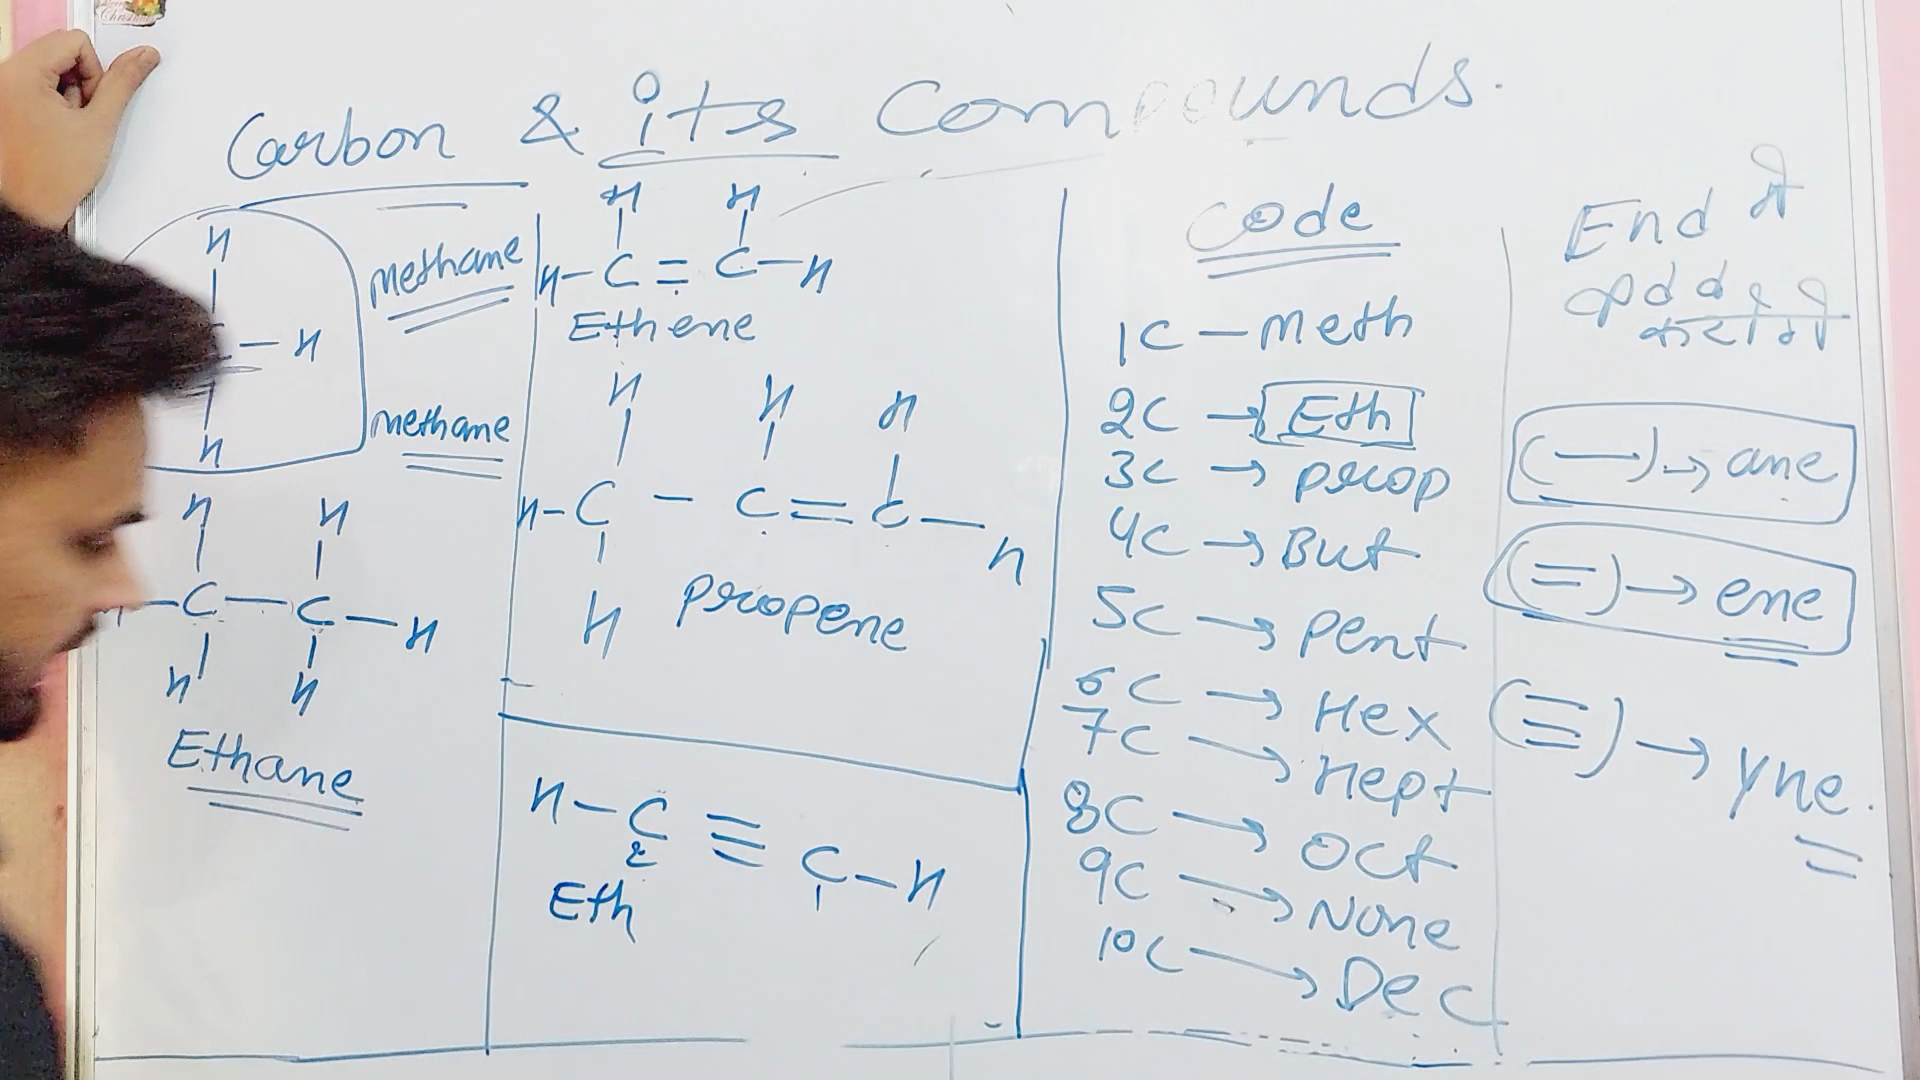 Carbon & its Compounds.
H
C — H
H
methane
methane
H H
C — C — H
H H
Ethane
H H
H — C = C — H
Ethene
H H H
H — C — C = C — H
H
propene
H — C ≡ C — H
2
Eth
Code
1C — Meth
2C → Eth
3C → prop
4C → But
5C → Pent
6C → Hex
7C → Hept
8C → Oct
9C → None
10C → Dec
End
(—) → ane
(=) → ene
(≡) → yne.